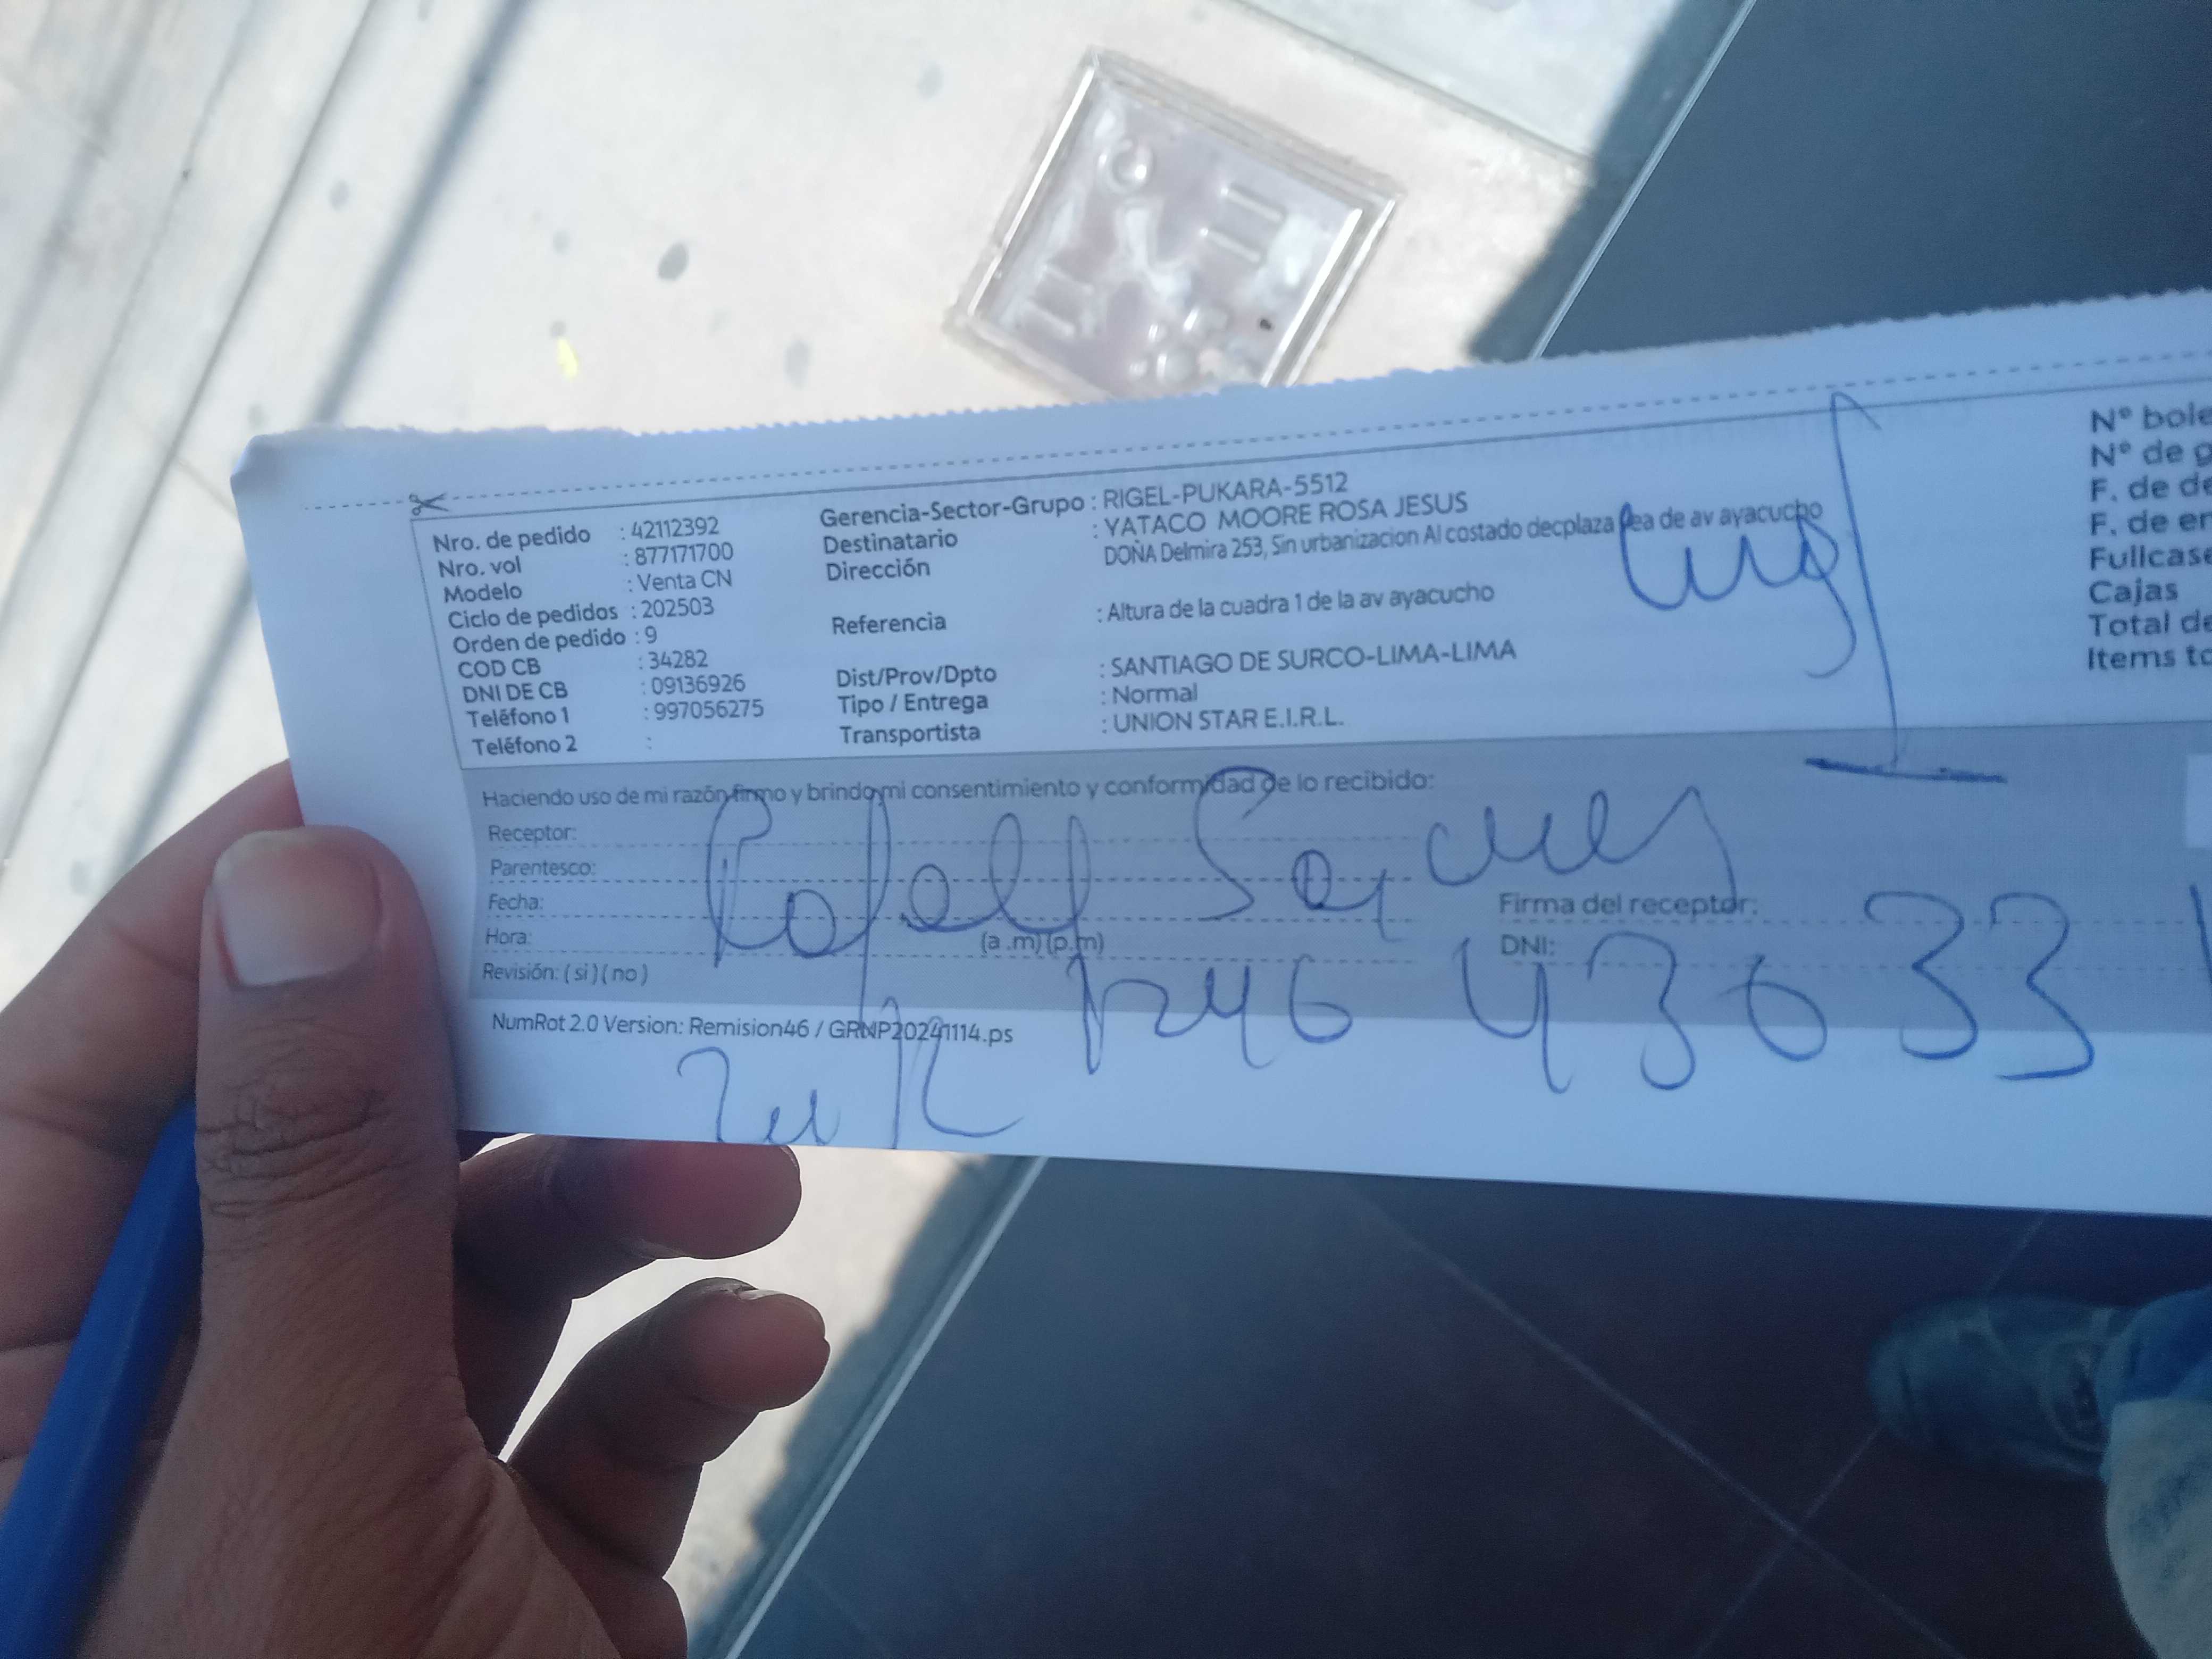 Nro. de pedido : 42112392
Nro. vol : 877171700
Modelo : Venta CN
Ciclo de pedidos : 202503
Orden de pedido : 9
COD CB : 34282
DNI DE CB : 09136926
Teléfono 1 : 997056275
Teléfono 2 :
Gerencia-Sector-Grupo : RIGEL-PUKARA-5512
Destinatario : YATACO MOORE ROSA JESUS
Dirección DOÑA Delmira 253, Sin urbanizacion Al costado decplaza vea de av ayacucho
Referencia : Altura de la cuadra 1 de la av ayacucho
Dist/Prov/Dpto : SANTIAGO DE SURCO-LIMA-LIMA
Tipo / Entrega : Normal
Transportista : UNION STAR E.I.R.L.
Nº bole
Nº de g
F. de de
F. de en
Fullcase
Cajas
Total de
Items to
Haciendo uso de mi razón firmo y brindo mi consentimiento y conformidad de lo recibido:
Receptor:
Parentesco:
Fecha:
Hora: (a .m) (p.m)
Revisión: ( si ) ( no )
Firma del receptor:
DNI:
43633
NumRot 2.0 Version: Remision46 / GRNP20241114.ps